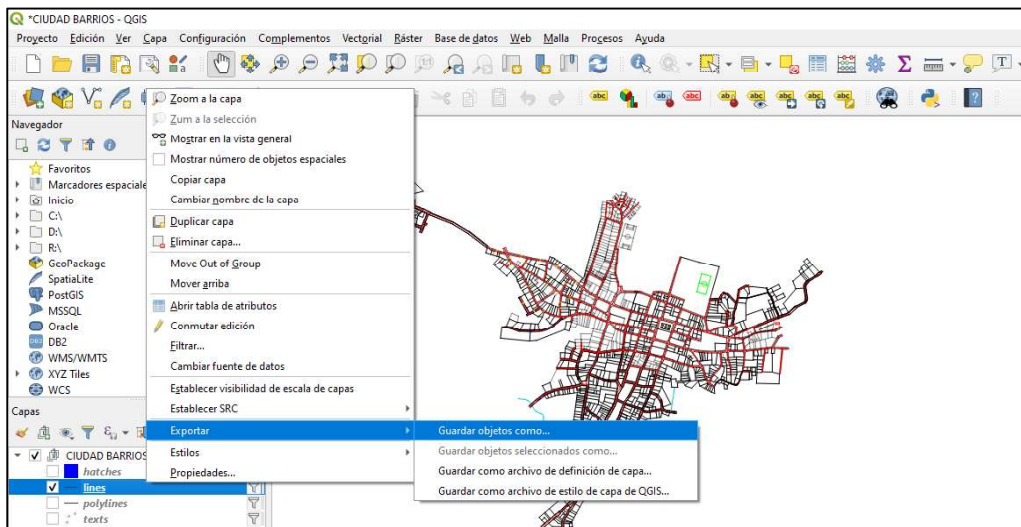 *CIUDAD BARRIOS - QGIS
Proyecto Edición Ver Capa Configuración Complementos Vectorial Ráster Base de datos Web Malla Procesos Ayuda
Navegador
Favoritos
Marcadores espaciale
Inicio
C:\
D:\
R:\
GeoPackage
SpatiaLite
PostGIS
MSSQL
Oracle
DB2
WMS/WMTS
XYZ Tiles
WCS
Capas
CIUDAD BARRIOS
hatches
lines
polylines
texts
Zoom a la capa
Zum a la selección
Mostrar en la vista general
Mostrar número de objetos espaciales
Copiar capa
Cambiar nombre de la capa
Duplicar capa
Eliminar capa...
Move Out of Group
Mover arriba
Abrir tabla de atributos
Conmutar edición
Filtrar...
Cambiar fuente de datos
Establecer visibilidad de escala de capas
Establecer SRC
Exportar
Estilos
Propiedades...
Guardar objetos como...
Guardar objetos seleccionados como...
Guardar como archivo de definición de capa...
Guardar como archivo de estilo de capa de QGIS...